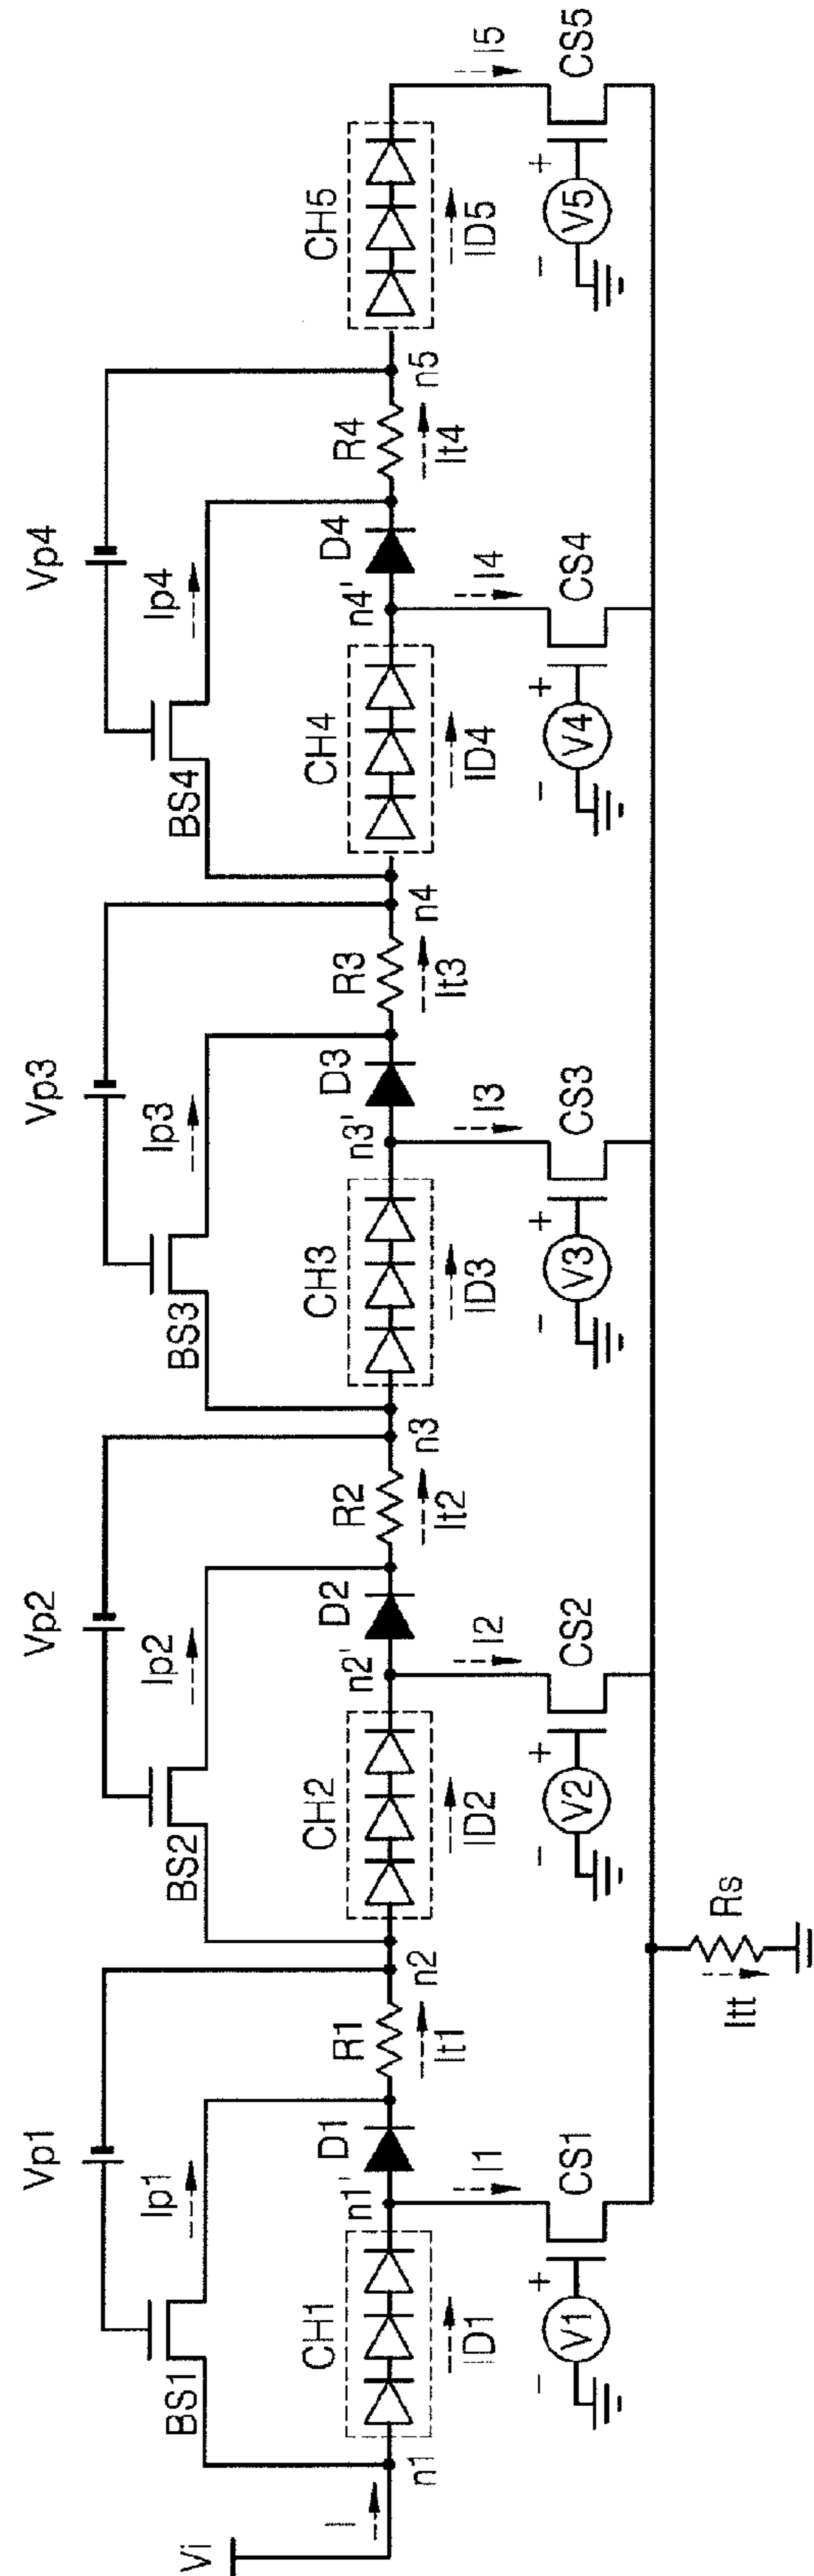 Vp1
Vp2
Vp3
Vp4
Ip1
Ip2
Ip3
Ip4
BS1
BS2
BS3
BS4
Vi
I
n1
CH1
ID1
n1'
D1
R1
It1
n2
CH2
ID2
n2'
D2
R2
It2
n3
CH3
ID3
n3'
D3
R3
It3
n4
CH4
ID4
n4'
D4
R4
It4
n5
CH5
ID5
I1
I2
I3
I4
I5
- V1 +
CS1
- V2 +
CS2
- V3 +
CS3
- V4 +
CS4
- V5 +
CS5
Itt
Rs